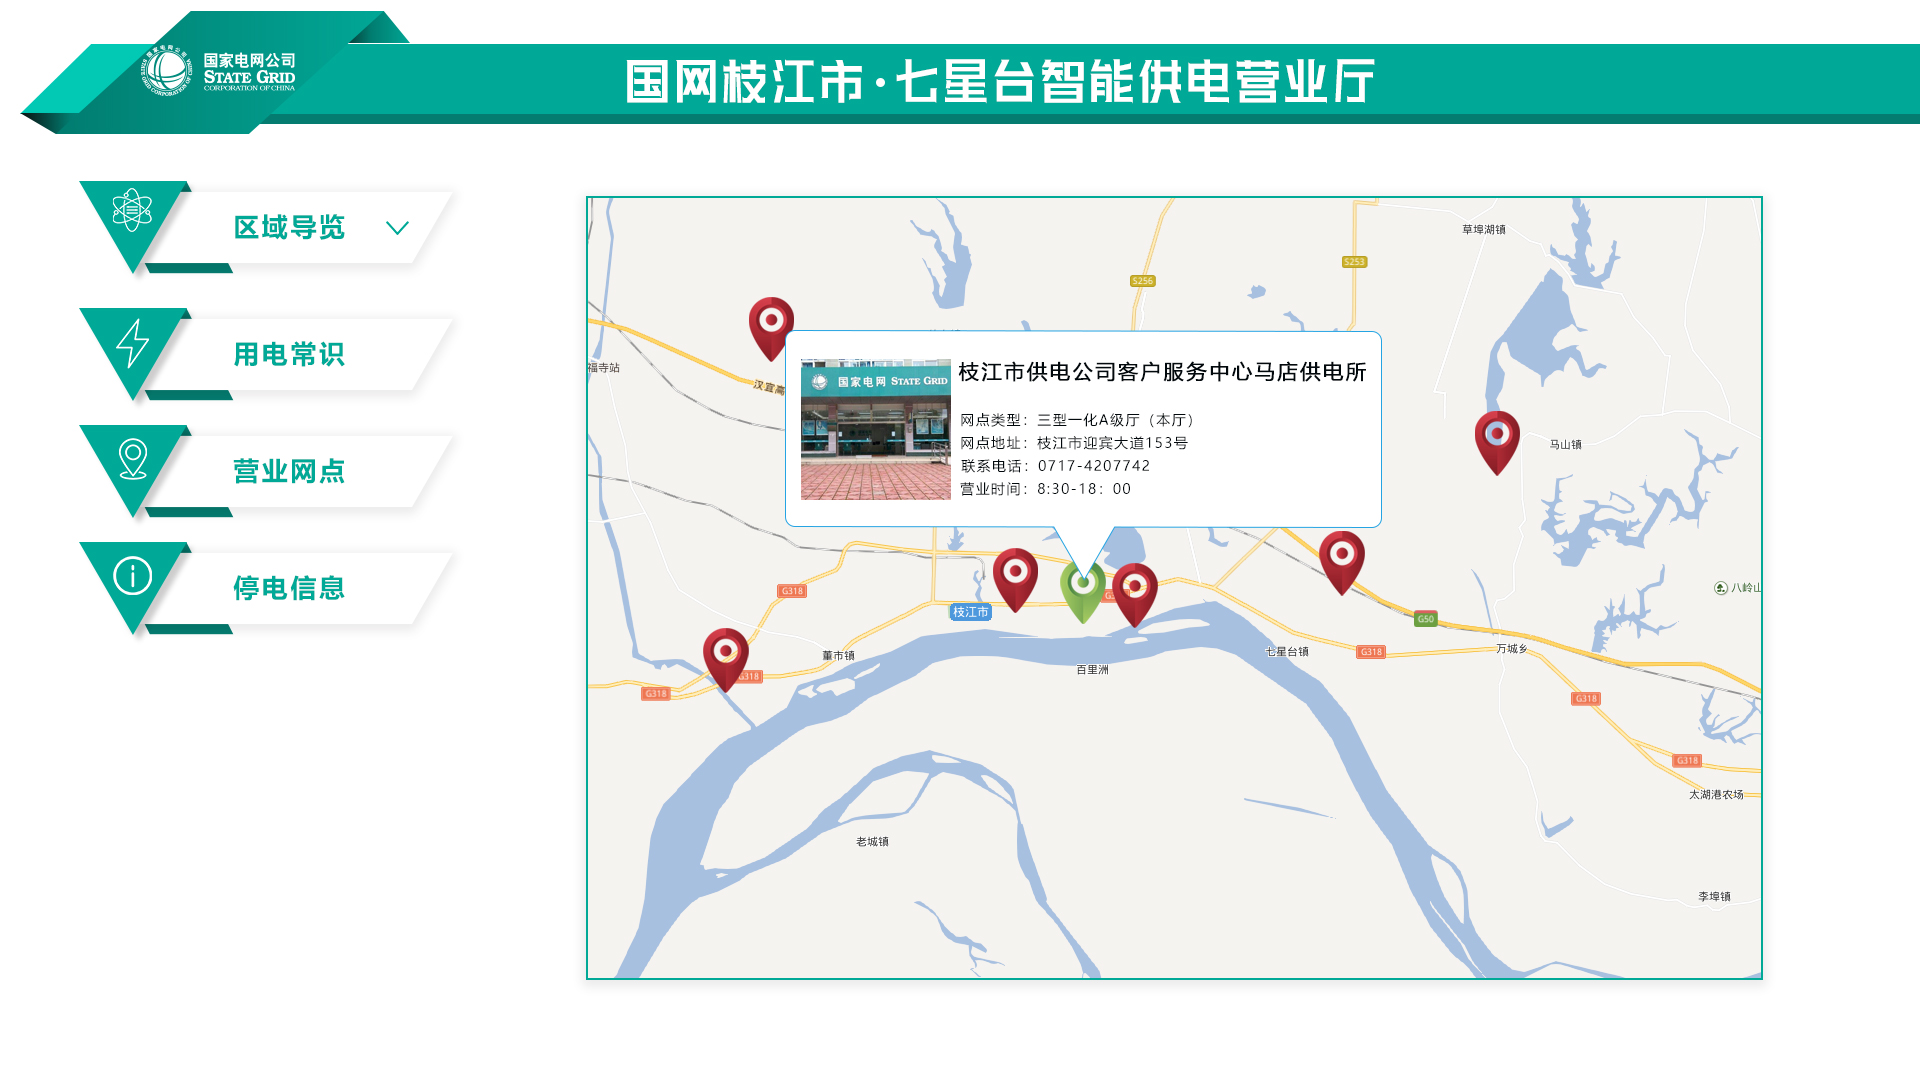 国家电网公司
STATE GRID
CORPORATION OF CHINA
国网枝江市·七星台智能供电营业厅
区域导览
用电常识
营业网点
停电信息
草埠湖镇
S253
S256
福寺站
汉宜高
国家电网 STATE GRID
枝江市供电公司客户服务中心马店供电所
网点类型：三型一化A级厅（本厅）
网点地址：枝江市迎宾大道153号
联系电话：0717-4207742
营业时间：8:30-18：00
马山镇
八岭山
G318
枝江市
G50
董市镇
百里洲
七星台镇
G318
万城乡
G318
G318
G318
G318
太湖港农场
老城镇
李埠镇